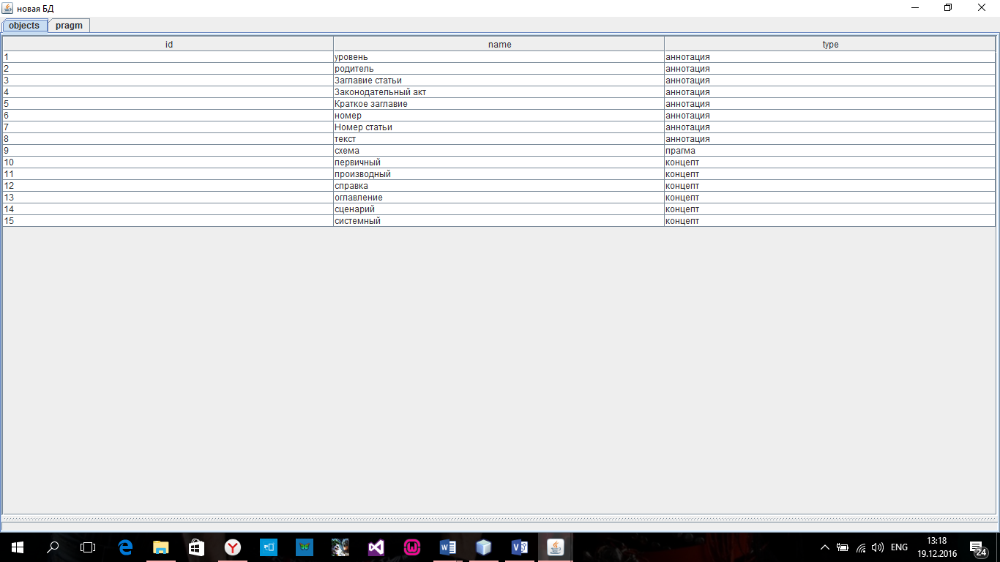 новая БД
objects pragm
id name type
1 уровень аннотация
2 родитель аннотация
3 Заглавие статьи аннотация
4 Законодательный акт аннотация
5 Краткое заглавие аннотация
6 номер аннотация
7 Номер статьи аннотация
8 текст аннотация
9 схема прагма
10 первичный концепт
11 производный концепт
12 справка концепт
13 оглавление концепт
14 сценарий концепт
15 системный концепт
ENG
13:18
19.12.2016
24